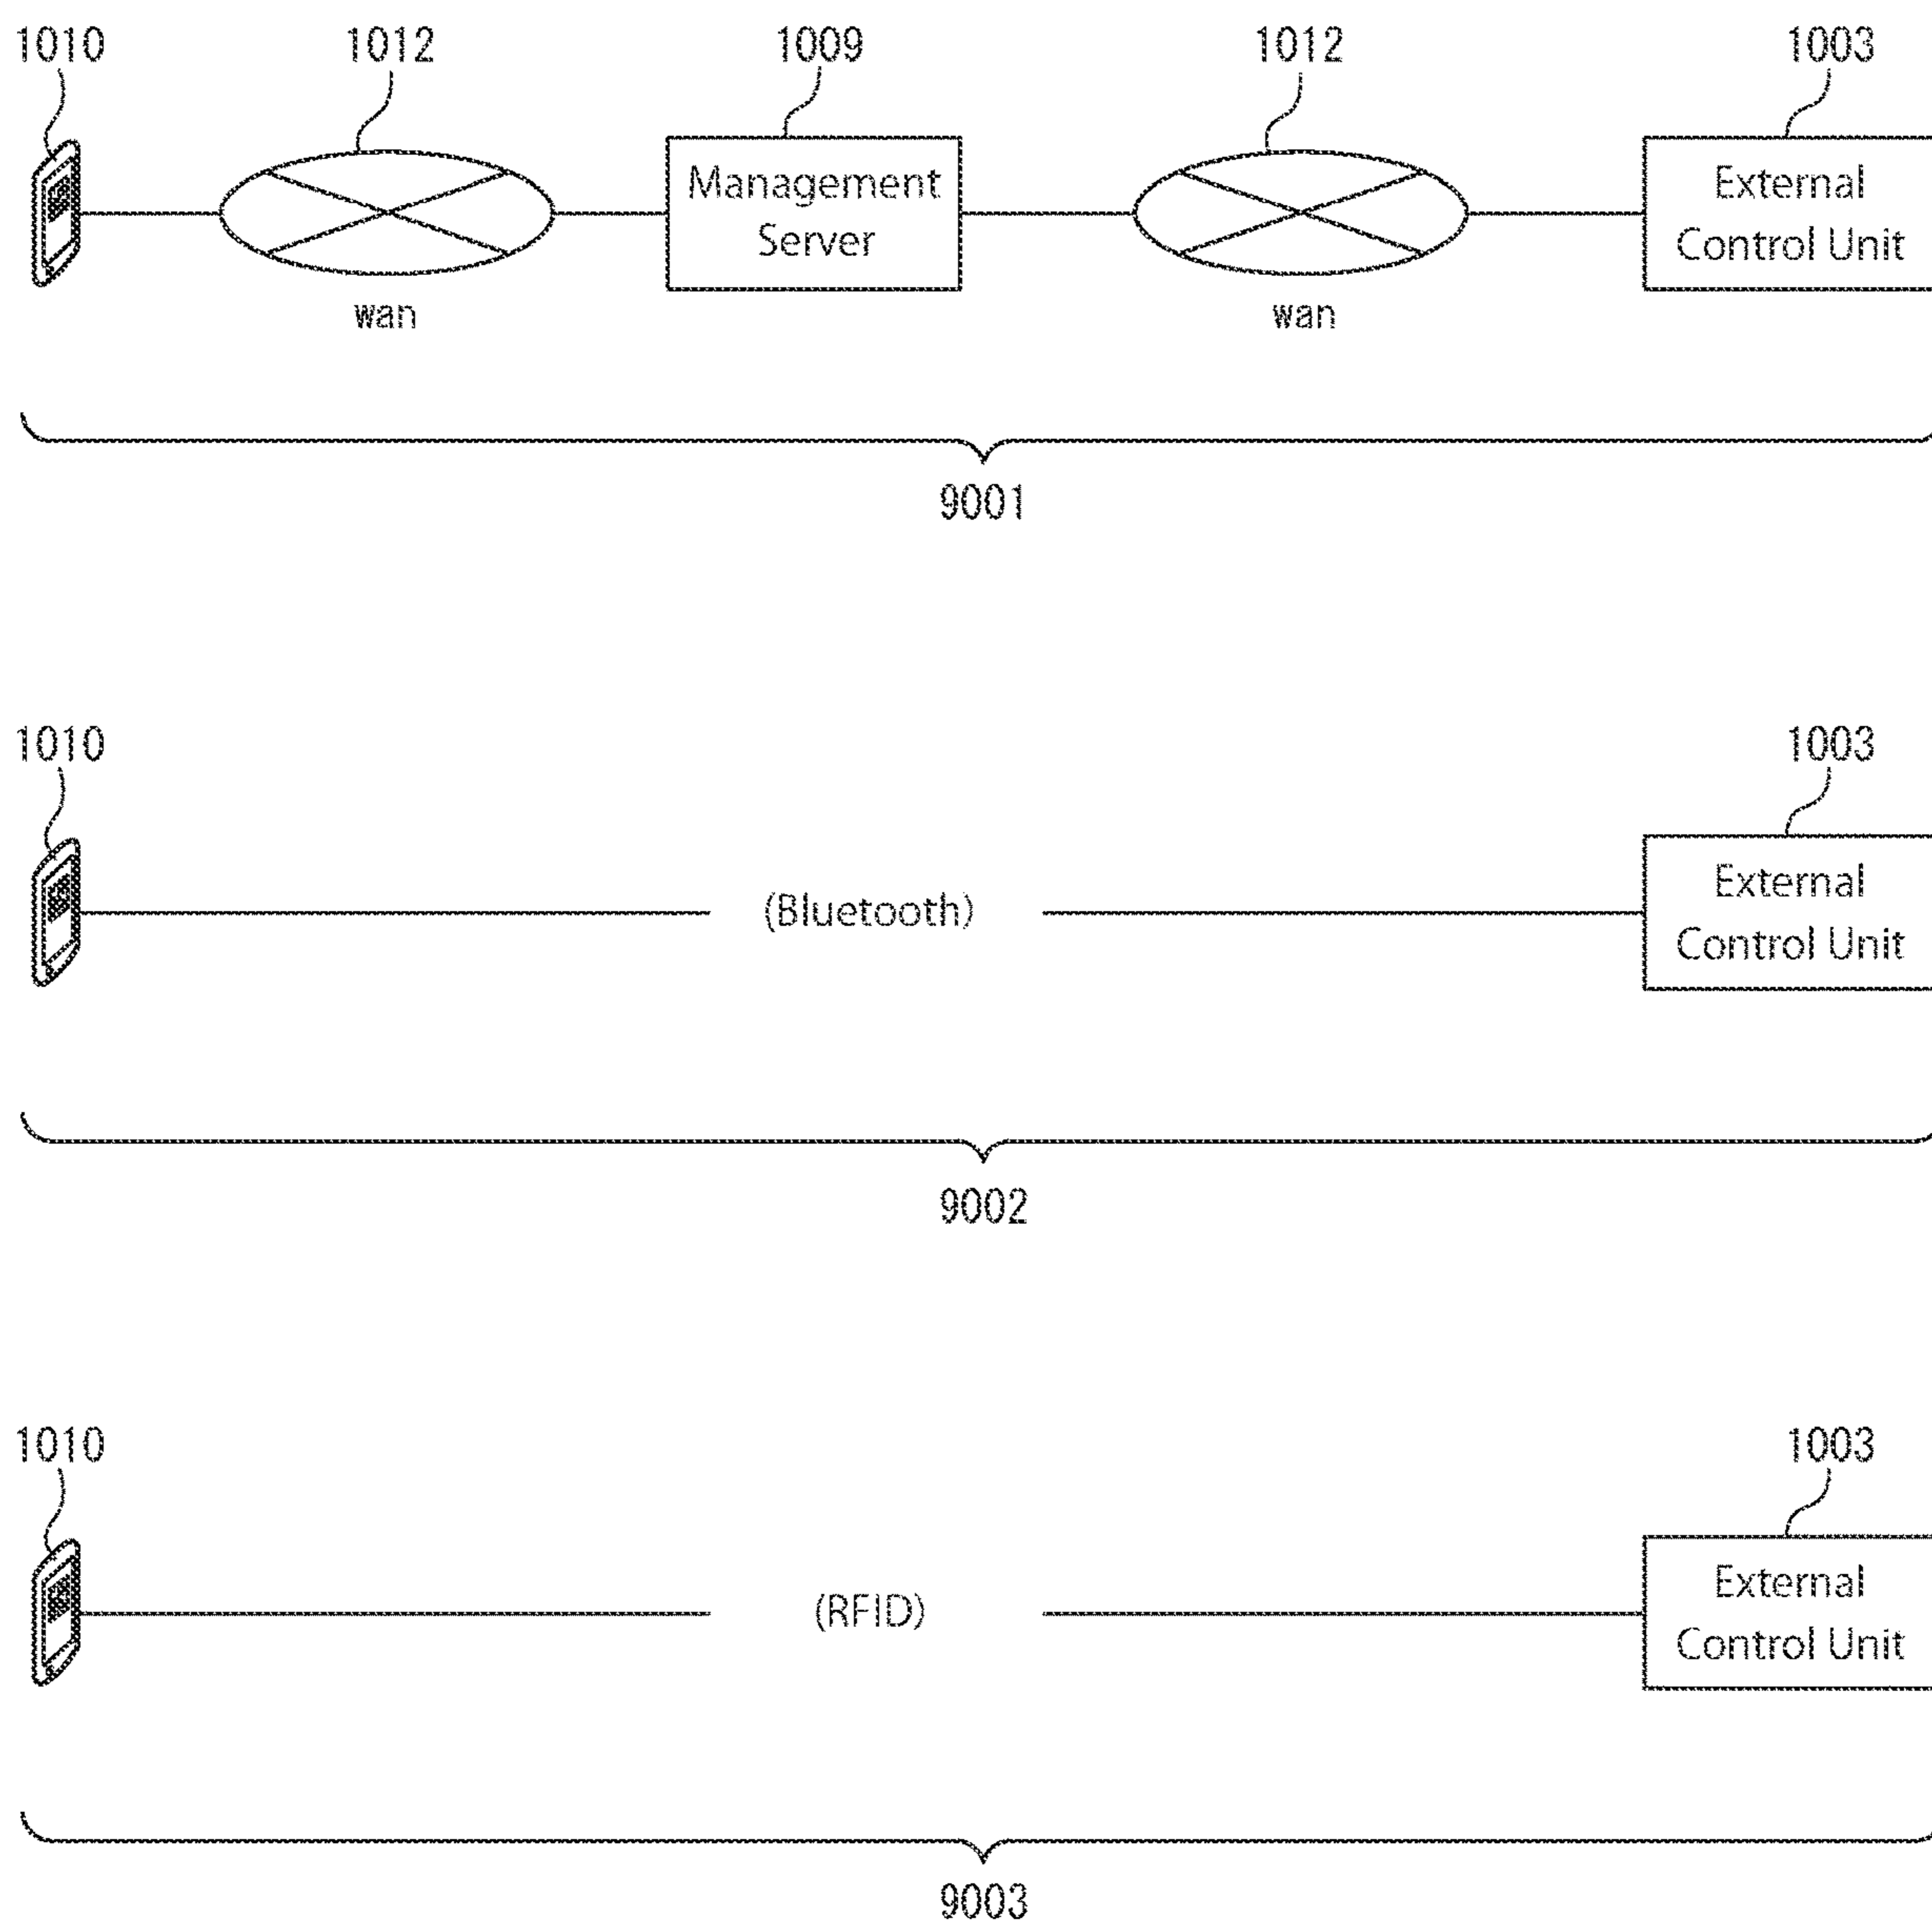 1010 1012 1009 1012 1003
Management
Server
External
Control Unit
wan wan
9001
1010 1003
(Bluetooth)
External
Control Unit
9002
1010 1003
(RFID)
External
Control Unit
9003